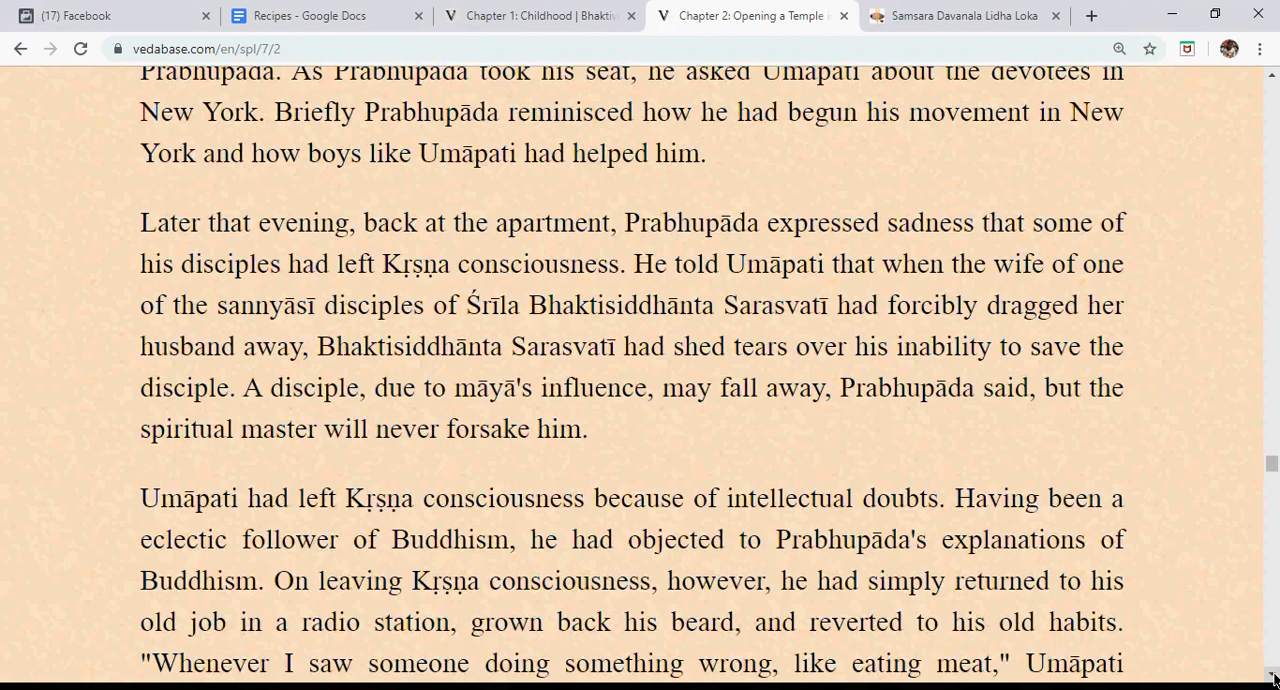 (17) Facebook
Recipes - Google Docs
Chapter 1: Childhood | Bhaktiv
Chapter 2: Opening a Temple i
Samsara Davanala Lidha Loka
vedabase.com/en/spl/7/2
Prabhupāda. As Prabhupāda took his seat, he asked Umāpati about the devotees in
New York. Briefly Prabhupāda reminisced how he had begun his movement in New
York and how boys like Umāpati had helped him.
Later that evening, back at the apartment, Prabhupāda expressed sadness that some of
his disciples had left Kṛṣṇa consciousness. He told Umāpati that when the wife of one
of the sannyāsī disciples of Śrīla Bhaktisiddhānta Sarasvatī had forcibly dragged her
husband away, Bhaktisiddhānta Sarasvatī had shed tears over his inability to save the
disciple. A disciple, due to māyā's influence, may fall away, Prabhupāda said, but the
spiritual master will never forsake him.
Umāpati had left Kṛṣṇa consciousness because of intellectual doubts. Having been a
eclectic follower of Buddhism, he had objected to Prabhupāda's explanations of
Buddhism. On leaving Kṛṣṇa consciousness, however, he had simply returned to his
old job in a radio station, grown back his beard, and reverted to his old habits.
"Whenever I saw someone doing something wrong, like eating meat," Umāpati